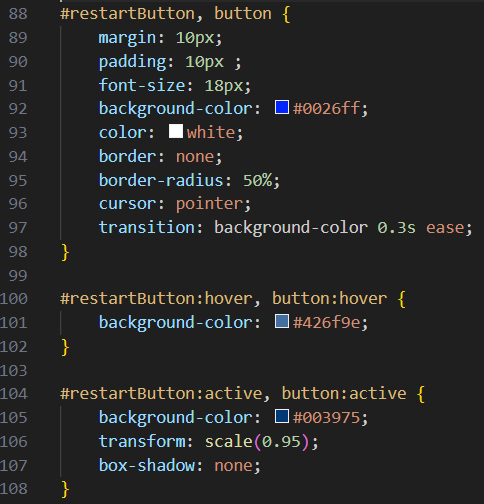 88 #restartButton, button {
89     margin: 10px;
90     padding: 10px ;
91     font-size: 18px;
92     background-color: #0026ff;
93     color: white;
94     border: none;
95     border-radius: 50%;
96     cursor: pointer;
97     transition: background-color 0.3s ease;
98 }
99
100 #restartButton:hover, button:hover {
101     background-color: #426f9e;
102 }
103
104 #restartButton:active, button:active {
105     background-color: #003975;
106     transform: scale(0.95);
107     box-shadow: none;
108 }